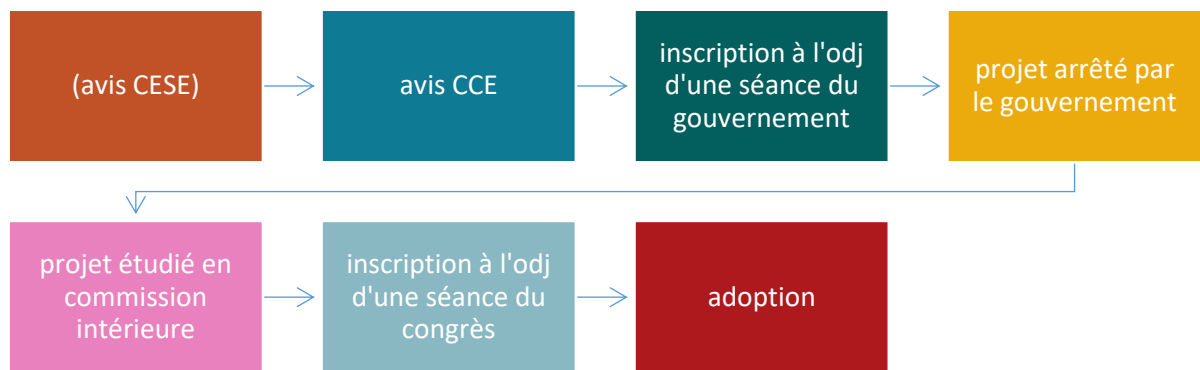 (avis CESE)
avis CCE
inscription à l'odj
d'une séance du
gouvernement
projet arrêté par
le gouvernement
projet étudié en
commission
intérieure
inscription à l'odj
d'une séance du
congrès
adoption